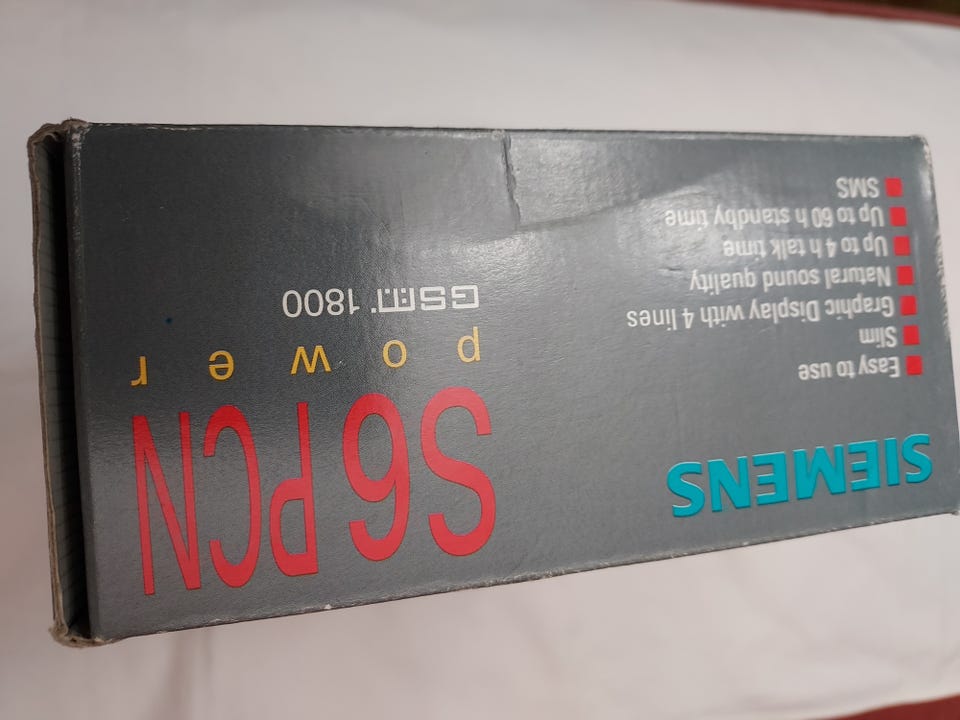 SIEMENS
Easy to use
Slim
Graphic Display with 4 lines
Natural sound quality
Up to 4 h talk time
Up to 60 h standby time
SMS
S6 PCN
power
GSM 1800